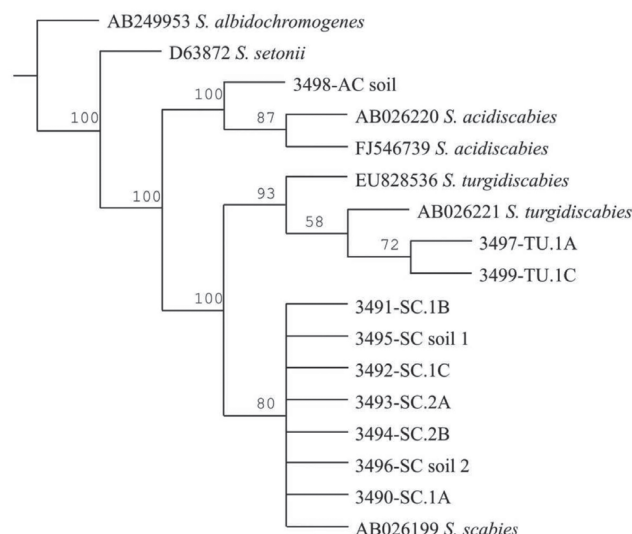 AB249953 S. albidochromogenes
D63872 S. setonii
3498-AC soil
100
87
AB026220 S. acidiscabies
100
FJ546739 S. acidiscabies
EU828536 S. turgidiscabies
93
100
AB026221 S. turgidiscabies
58
3497-TU.1A
72
3499-TU.1C
100
3491-SC.1B
3495-SC soil 1
3492-SC.1C
3493-SC.2A
80
3494-SC.2B
3496-SC soil 2
3490-SC.1A
AB026199 S. scabies